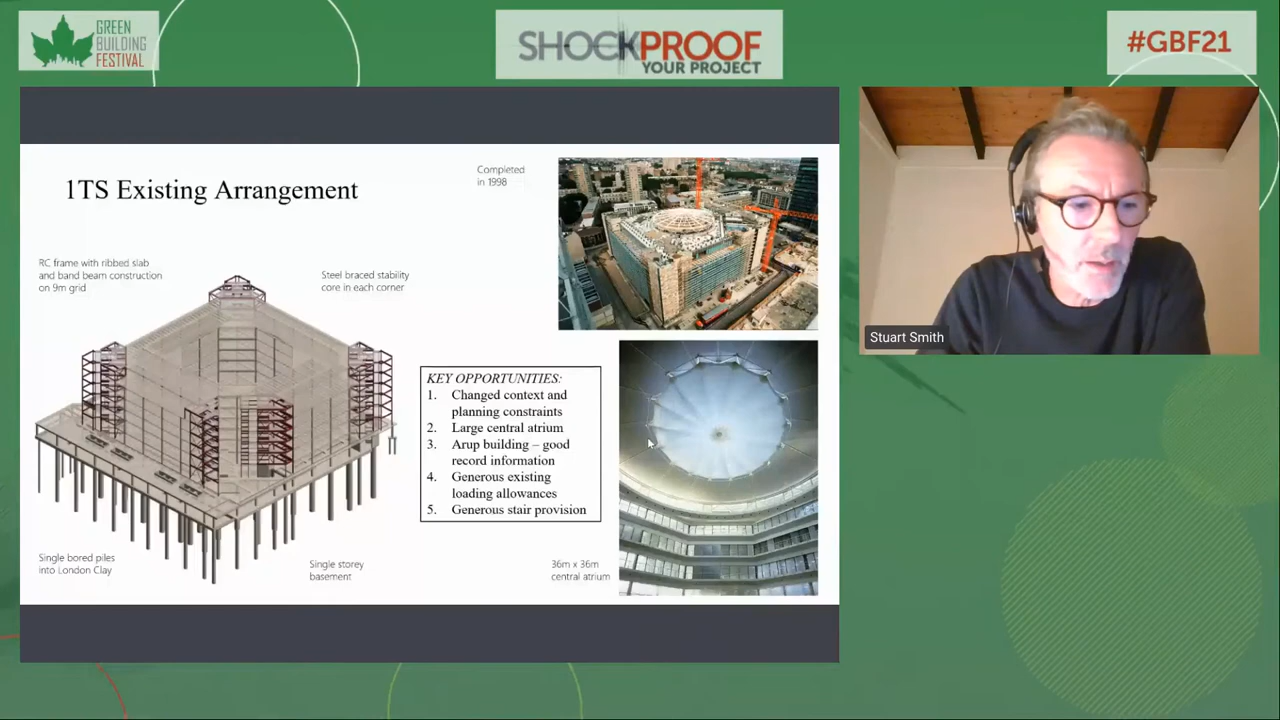 GREEN
BUILDING
FESTIVAL
SHOCKPROOF
YOUR PROJECT
#GBF21
1TS Existing Arrangement
Completed
in 1998
RC frame with ribbed slab
and band beam construction
on 9m grid
Steel braced stability
core in each corner
KEY OPPORTUNITIES:
1. Changed context and
planning constraints
2. Large central atrium
3. Arup building – good
record information
4. Generous existing
loading allowances
5. Generous stair provision
Single bored piles
into London Clay
Single storey
basement
36m x 36m
central atrium
Stuart Smith